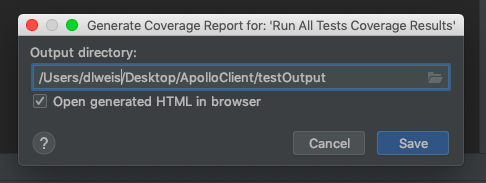 Generate Coverage Report for: 'Run All Tests Coverage Results'
Output directory:
/Users/dlweis/Desktop/ApolloClient/testOutput
Open generated HTML in browser
? Cancel Save